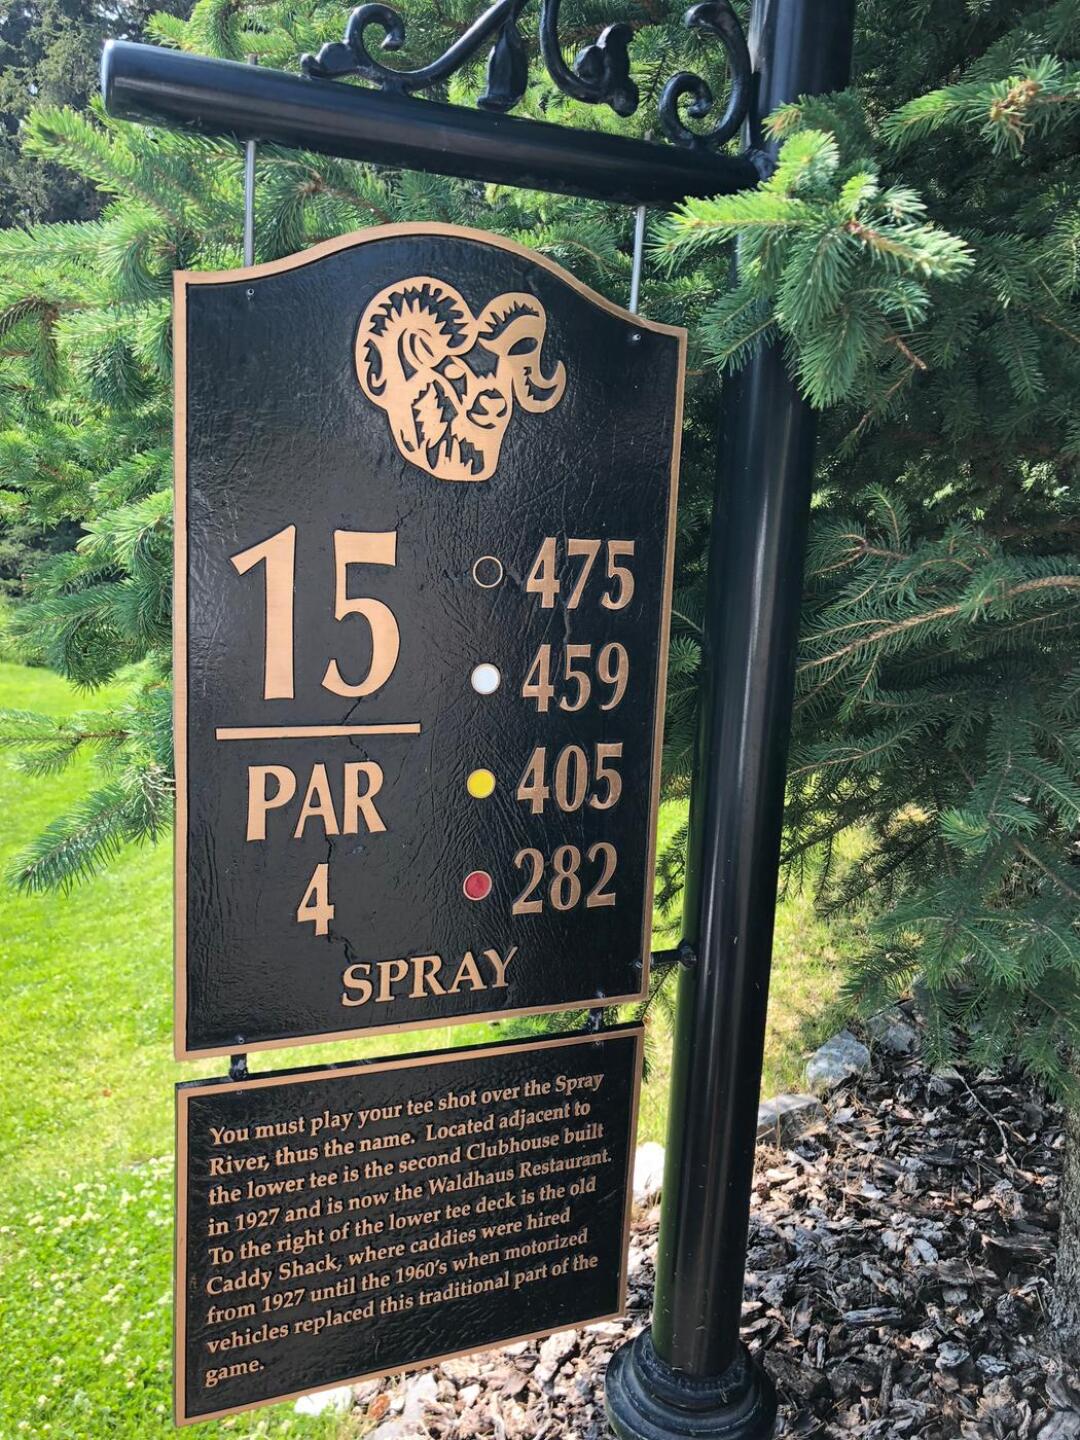 15
PAR
4
475
459
405
282
SPRAY
You must play your tee shot over the Spray
River, thus the name. Located adjacent to
the lower tee is the second Clubhouse built
in 1927 and is now the Waldhaus Restaurant.
To the right of the lower tee deck is the old
Caddy Shack, where caddies were hired
from 1927 until the 1960's when motorized
vehicles replaced this traditional part of the
game.